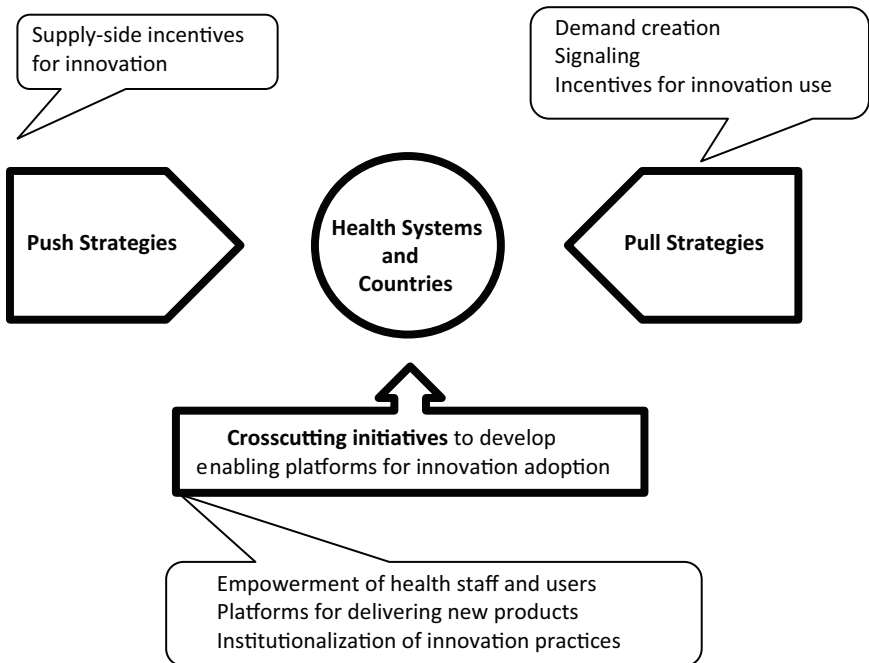 Supply-side incentives
for innovation
Demand creation
Signaling
Incentives for innovation use
Push Strategies
Health Systems
and
Countries
Pull Strategies
Crosscutting initiatives to develop
enabling platforms for innovation adoption
Empowerment of health staff and users
Platforms for delivering new products
Institutionalization of innovation practices